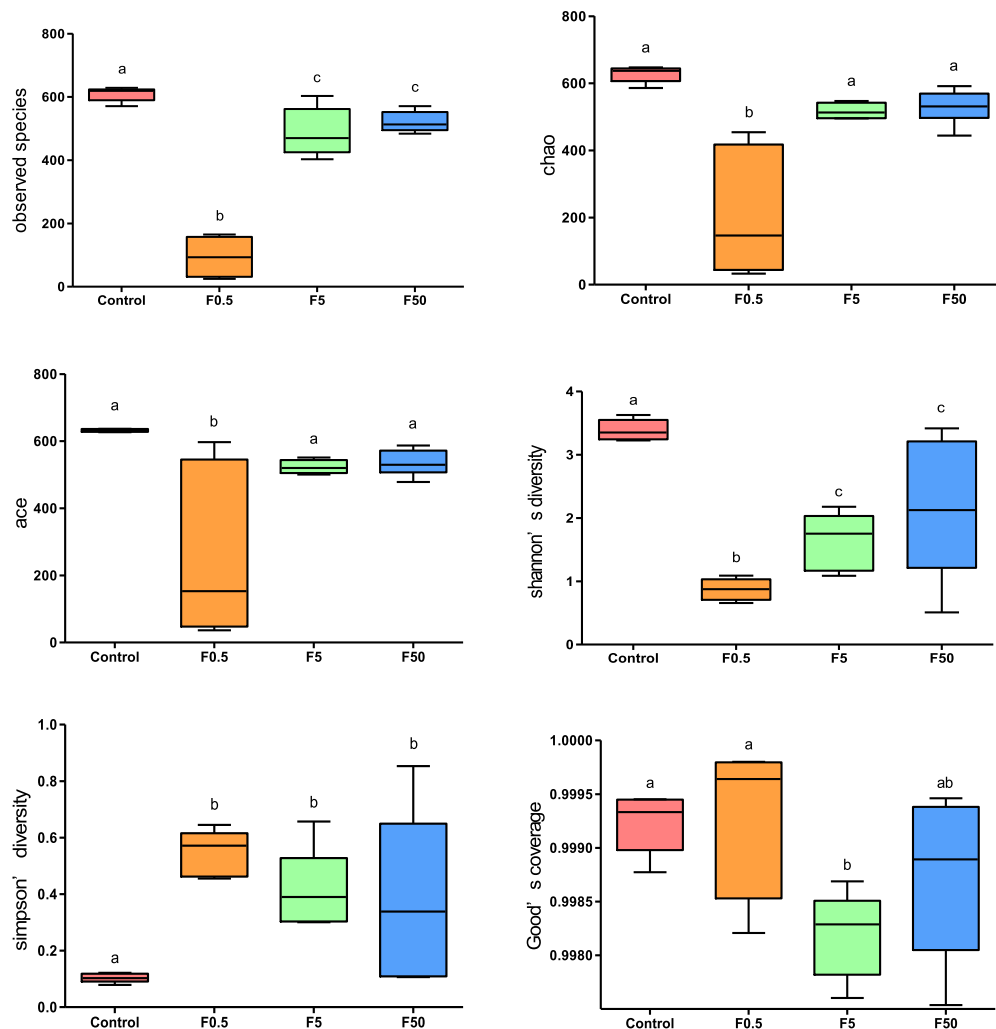 observed species
800
600
400
200
0
a
b
c
c
Control F0.5 F5 F50
chao
800
600
400
200
0
a
b
a
a
Control F0.5 F5 F50
ace
800
600
400
200
0
a
b
a
a
Control F0.5 F5 F50
shannon' s diversity
4
3
2
1
0
a
b
c
c
Control F0.5 F5 F50
simpson' diversity
1.0
0.8
0.6
0.4
0.2
0.0
a
b
b
b
Control F0.5 F5 F50
Good' s coverage
1.0000
0.9995
0.9990
0.9985
0.9980
a
a
b
ab
Control F0.5 F5 F50